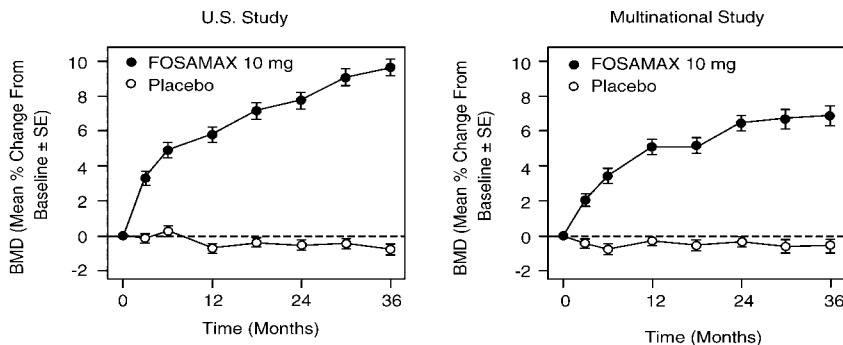 U.S. Study
FOSAMAX 10 mg
Placebo
BMD (Mean % Change From
Baseline ± SE)
10
8
6
4
2
0
-2
0
12
24
36
Time (Months)
Multinational Study
FOSAMAX 10 mg
Placebo
BMD (Mean % Change From
Baseline ± SE)
10
8
6
4
2
0
-2
0
12
24
36
Time (Months)